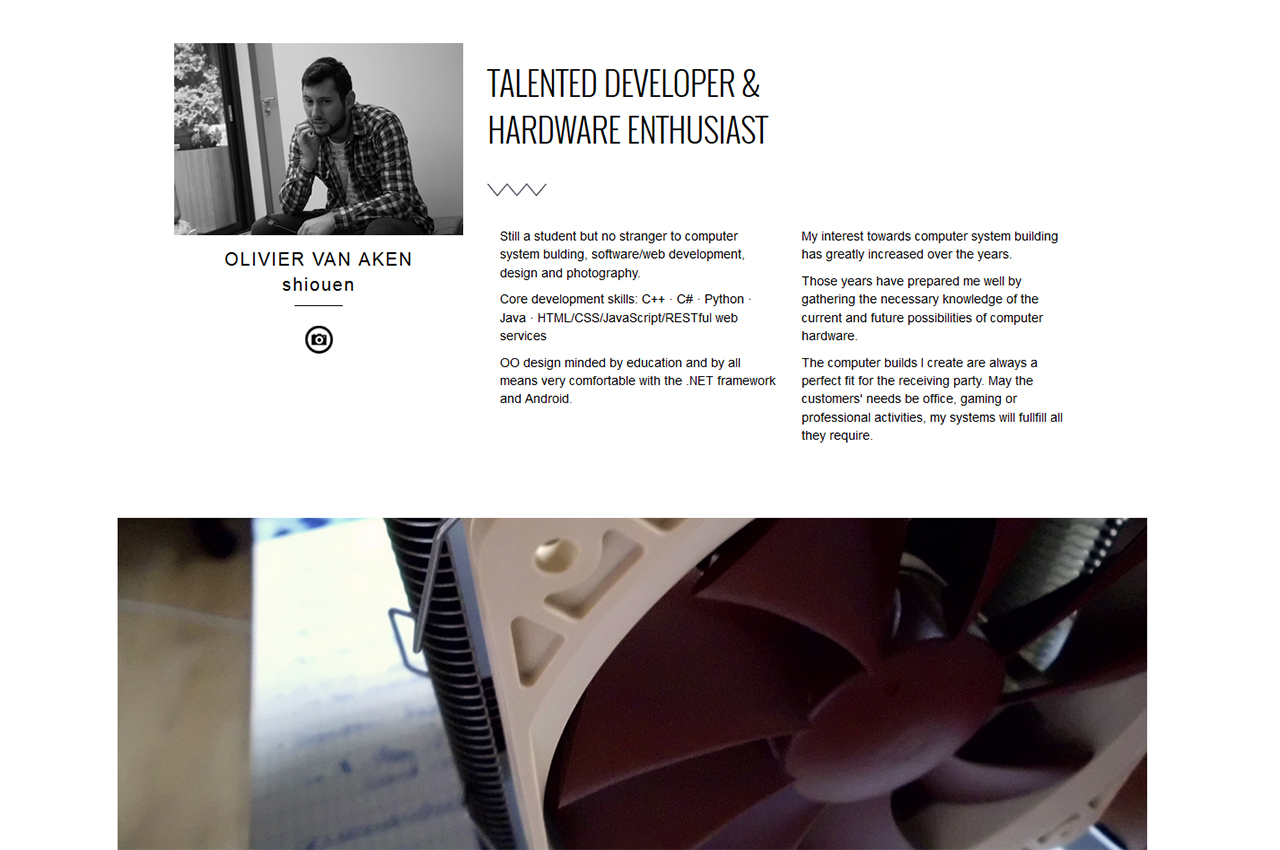 TALENTED DEVELOPER &
HARDWARE ENTHUSIAST
OLIVIER VAN AKEN
shiouen
Still a student but no stranger to computer
system bulding, software/web development,
design and photography.
Core development skills: C++ · C# · Python ·
Java · HTML/CSS/JavaScript/RESTful web
services
OO design minded by education and by all
means very comfortable with the .NET framework
and Android.
My interest towards computer system building
has greatly increased over the years.
Those years have prepared me well by
gathering the necessary knowledge of the
current and future possibilities of computer
hardware.
The computer builds I create are always a
perfect fit for the receiving party. May the
customers' needs be office, gaming or
professional activities, my systems will fullfill all
they require.